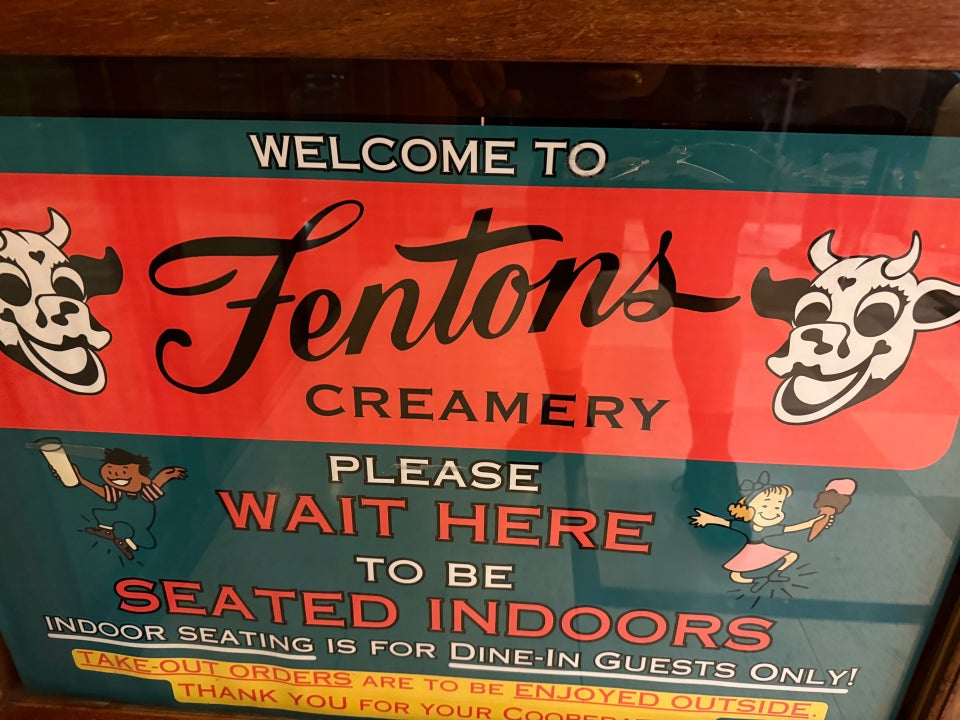 WELCOME TO
Fentons
CREAMERY
PLEASE
WAIT HERE
TO BE
SEATED INDOORS
INDOOR SEATING IS FOR DINE-IN GUESTS ONLY!
TAKE-OUT ORDERS ARE TO BE ENJOYED OUTSIDE.
THANK YOU FOR YOUR